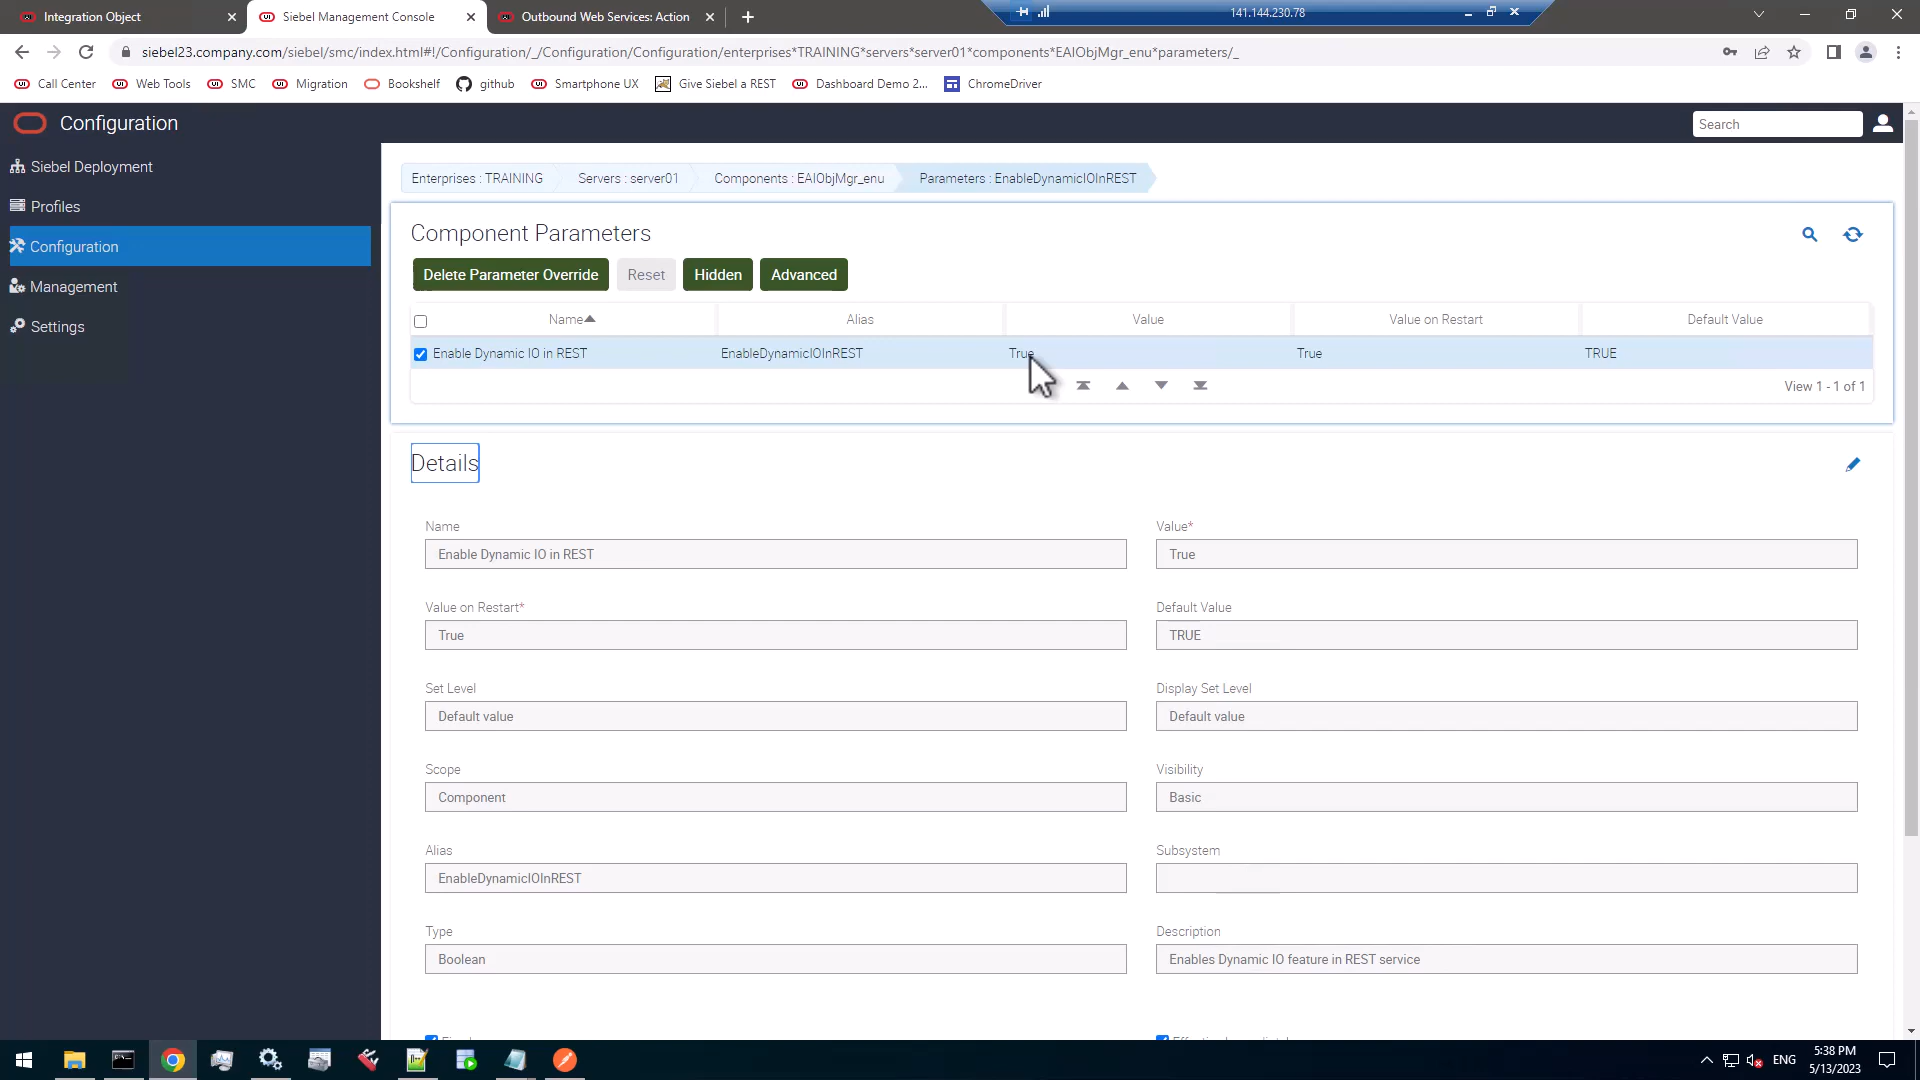 Integration Object
Siebel Management Console
Outbound Web Services: Action
141.144.230.78
siebel23.company.com/siebel/smc/index.html#!/Configuration/_/Configuration/Configuration/enterprises*TRAINING*servers*server01*components*EAIObjMgr_enu*parameters/_
Call Center
Web Tools
SMC
Migration
Bookshelf
github
Smartphone UX
Give Siebel a REST
Dashboard Demo 2...
ChromeDriver
Configuration
Search
Siebel Deployment
Profiles
Configuration
Management
Settings
Enterprises : TRAINING
Servers : server01
Components : EAIObjMgr_enu
Parameters : EnableDynamicIOInREST
Component Parameters
Delete Parameter Override
Reset
Hidden
Advanced
Name
Alias
Value
Value on Restart
Default Value
Enable Dynamic IO in REST
EnableDynamicIOInREST
True
True
TRUE
View 1 - 1 of 1
Details
Name
Enable Dynamic IO in REST
Value*
True
Value on Restart*
True
Default Value
TRUE
Set Level
Default value
Display Set Level
Default value
Scope
Component
Visibility
Basic
Alias
EnableDynamicIOInREST
Subsystem
Type
Boolean
Description
Enables Dynamic IO feature in REST service
ENG
5:38 PM
5/13/2023